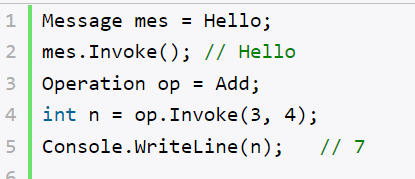 1 Message mes = Hello;
2 mes.Invoke(); // Hello
3 Operation op = Add;
4 int n = op.Invoke(3, 4);
5 Console.WriteLine(n);   // 7
6